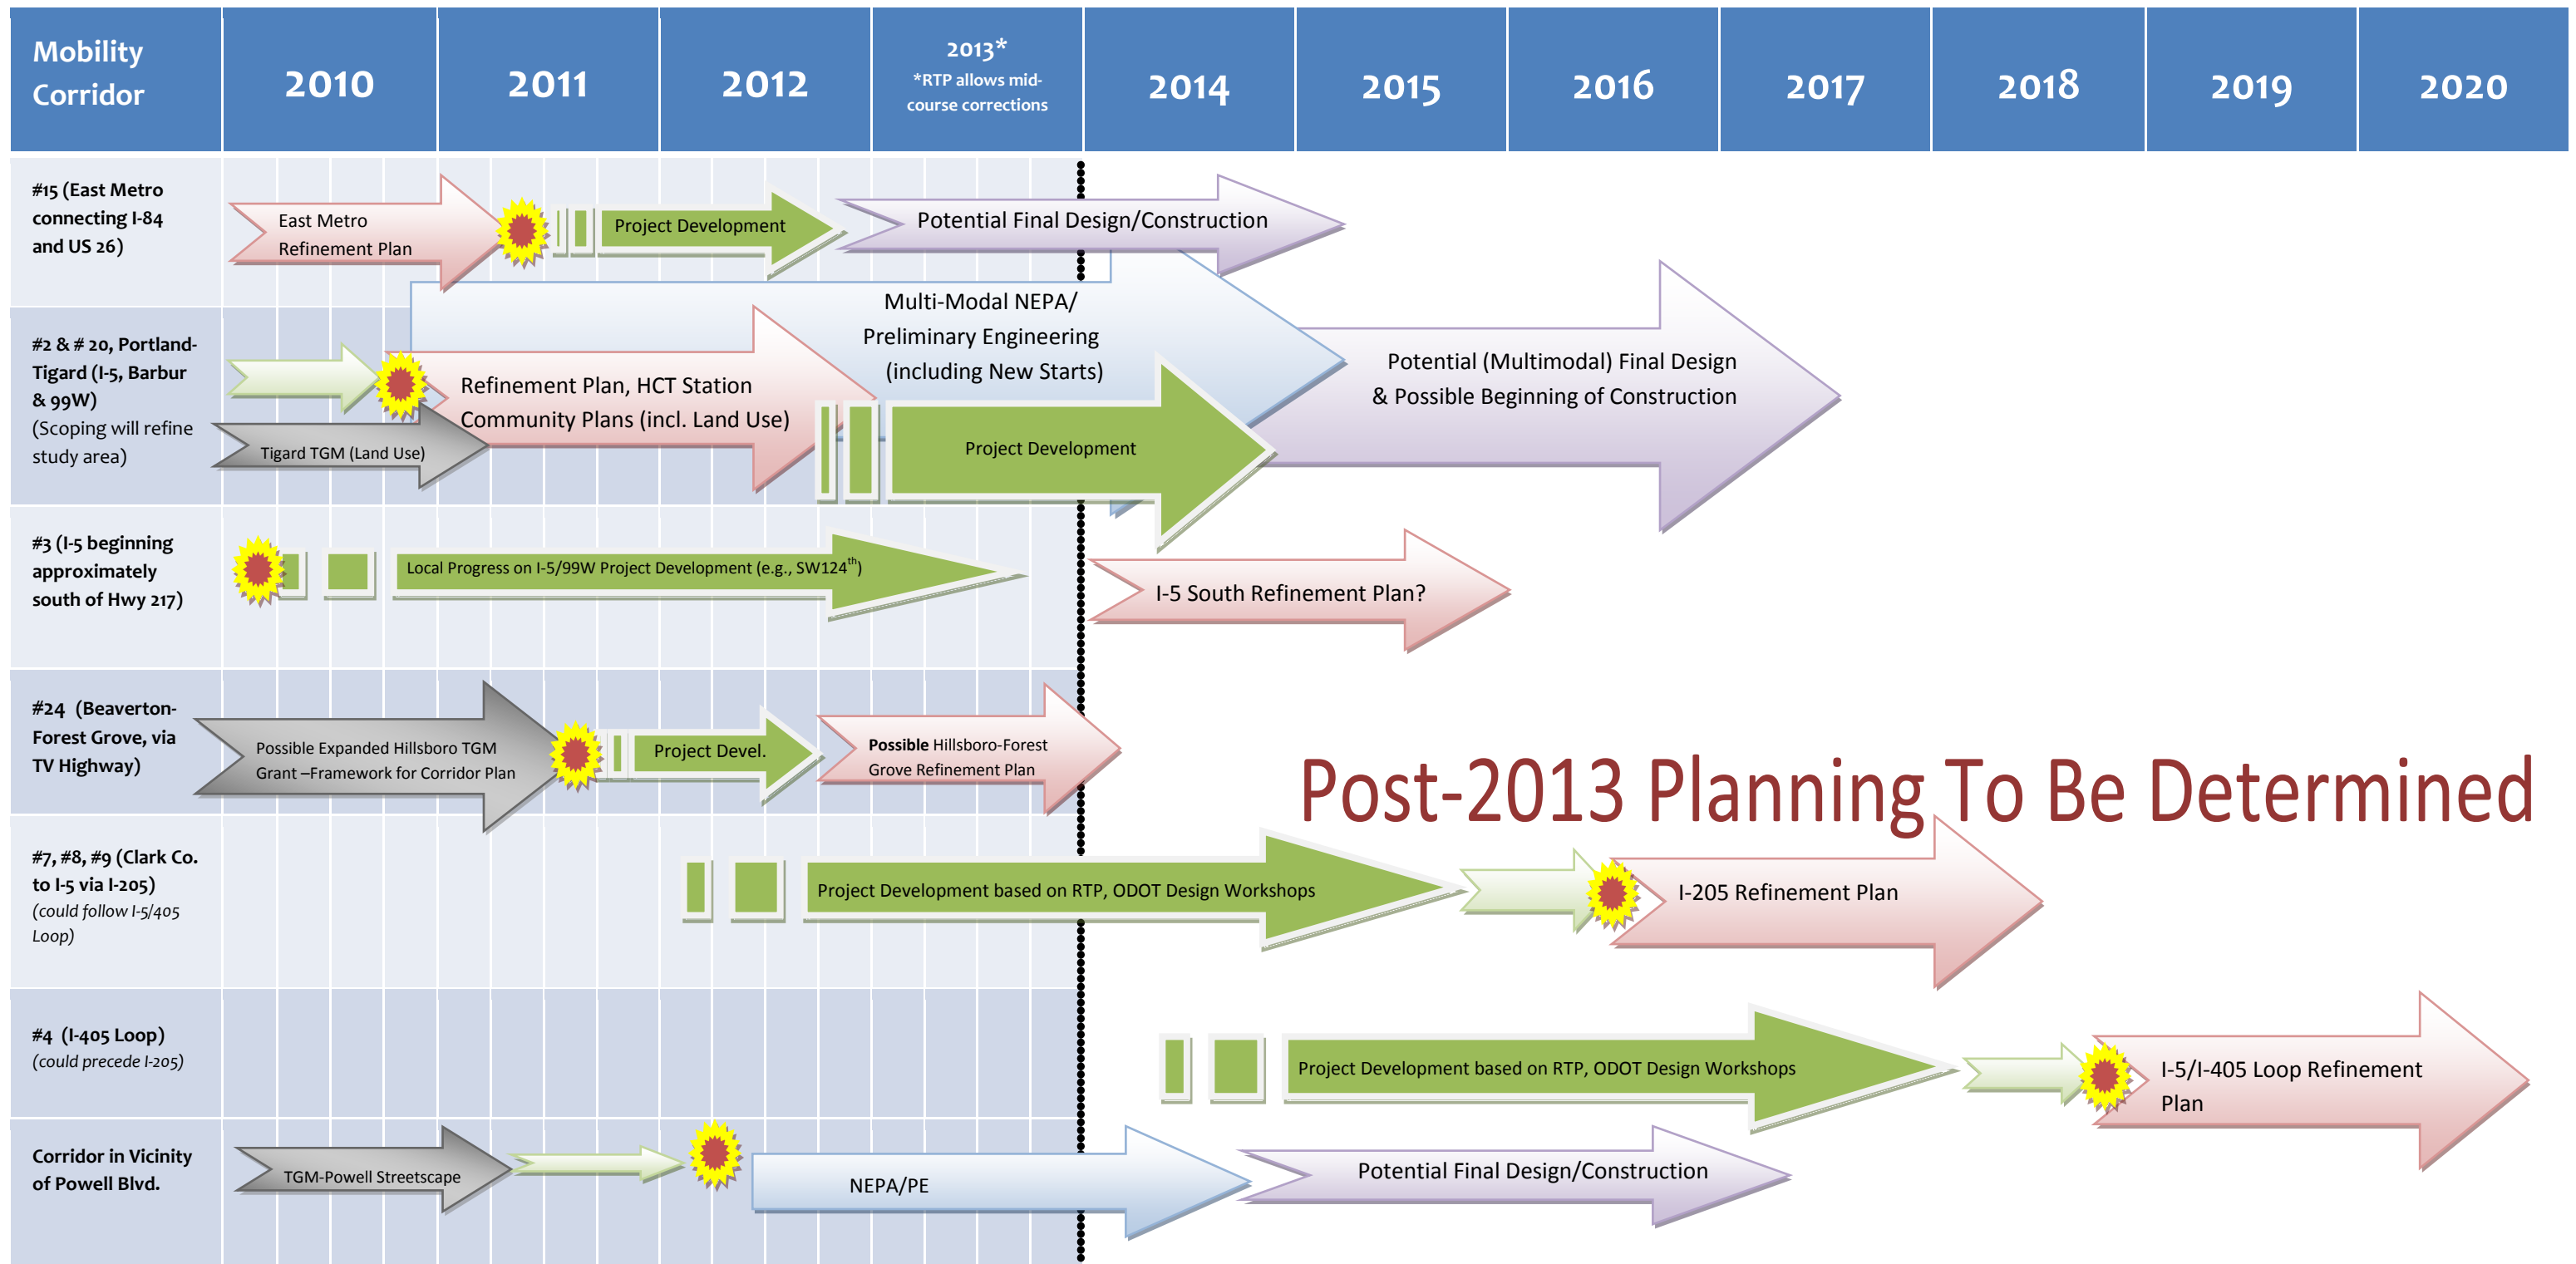 Mobility
Corridor
2010
2011
2012
2013*
*RTP allows mid-
course corrections
2014
2015
2016
2017
2018
2019
2020
#15 (East Metro
connecting I-84
and US 26)
East Metro
Refinement Plan
Project Development
Potential Final Design/Construction
#2 & # 20, Portland-
Tigard (I-5, Barbur
& 99W)
(Scoping will refine
study area)
Tigard TGM (Land Use)
Refinement Plan, HCT Station
Community Plans (incl. Land Use)
Multi-Modal NEPA/
Preliminary Engineering
(including New Starts)
Project Development
Potential (Multimodal) Final Design
& Possible Beginning of Construction
#3 (I-5 beginning
approximately
south of Hwy 217)
Local Progress on I-5/99W Project Development (e.g., SW124th)
I-5 South Refinement Plan?
#24 (Beaverton-
Forest Grove, via
TV Highway)
Possible Expanded Hillsboro TGM
Grant –Framework for Corridor Plan
Project Devel.
Possible Hillsboro-Forest
Grove Refinement Plan
Post-2013 Planning To Be Determined
#7, #8, #9 (Clark Co.
to I-5 via I-205)
(could follow I-5/405
Loop)
Project Development based on RTP, ODOT Design Workshops
I-205 Refinement Plan
#4 (I-405 Loop)
(could precede I-205)
Project Development based on RTP, ODOT Design Workshops
I-5/I-405 Loop Refinement
Plan
Corridor in Vicinity
of Powell Blvd.
TGM-Powell Streetscape
NEPA/PE
Potential Final Design/Construction